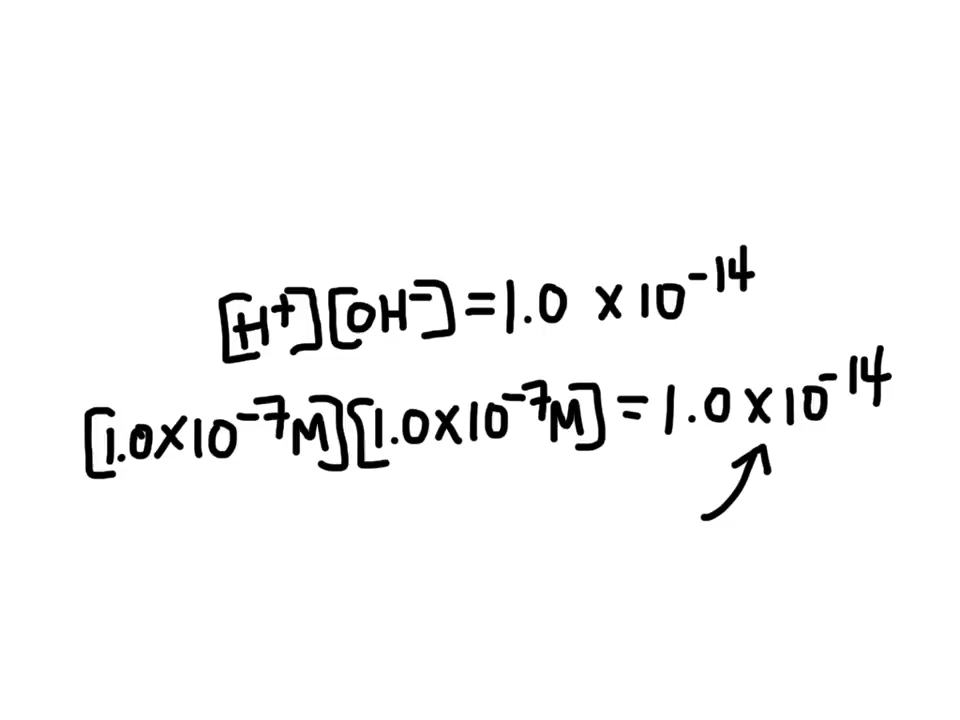 [H⁺][OH⁻] = 1.0 x 10⁻¹⁴
[1.0x10⁻⁷M][1.0x10⁻⁷M] = 1.0x10⁻¹⁴